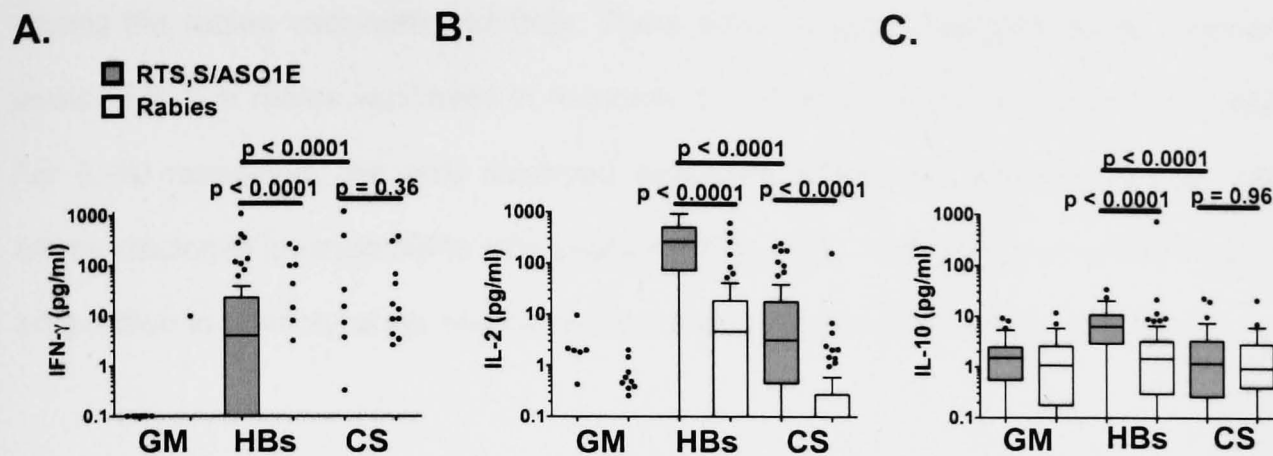 A.
B.
C.
RTS,S/ASO1E
Rabies
p < 0.0001
p < 0.0001
p = 0.36
IFN-γ (pg/ml)
1000
100
10
1
0.1
GM
HBs
CS
p < 0.0001
p < 0.0001
p < 0.0001
IL-2 (pg/ml)
1000
100
10
1
0.1
GM
HBs
CS
p < 0.0001
p < 0.0001
p = 0.96
IL-10 (pg/ml)
1000
100
10
1
0.1
GM
HBs
CS